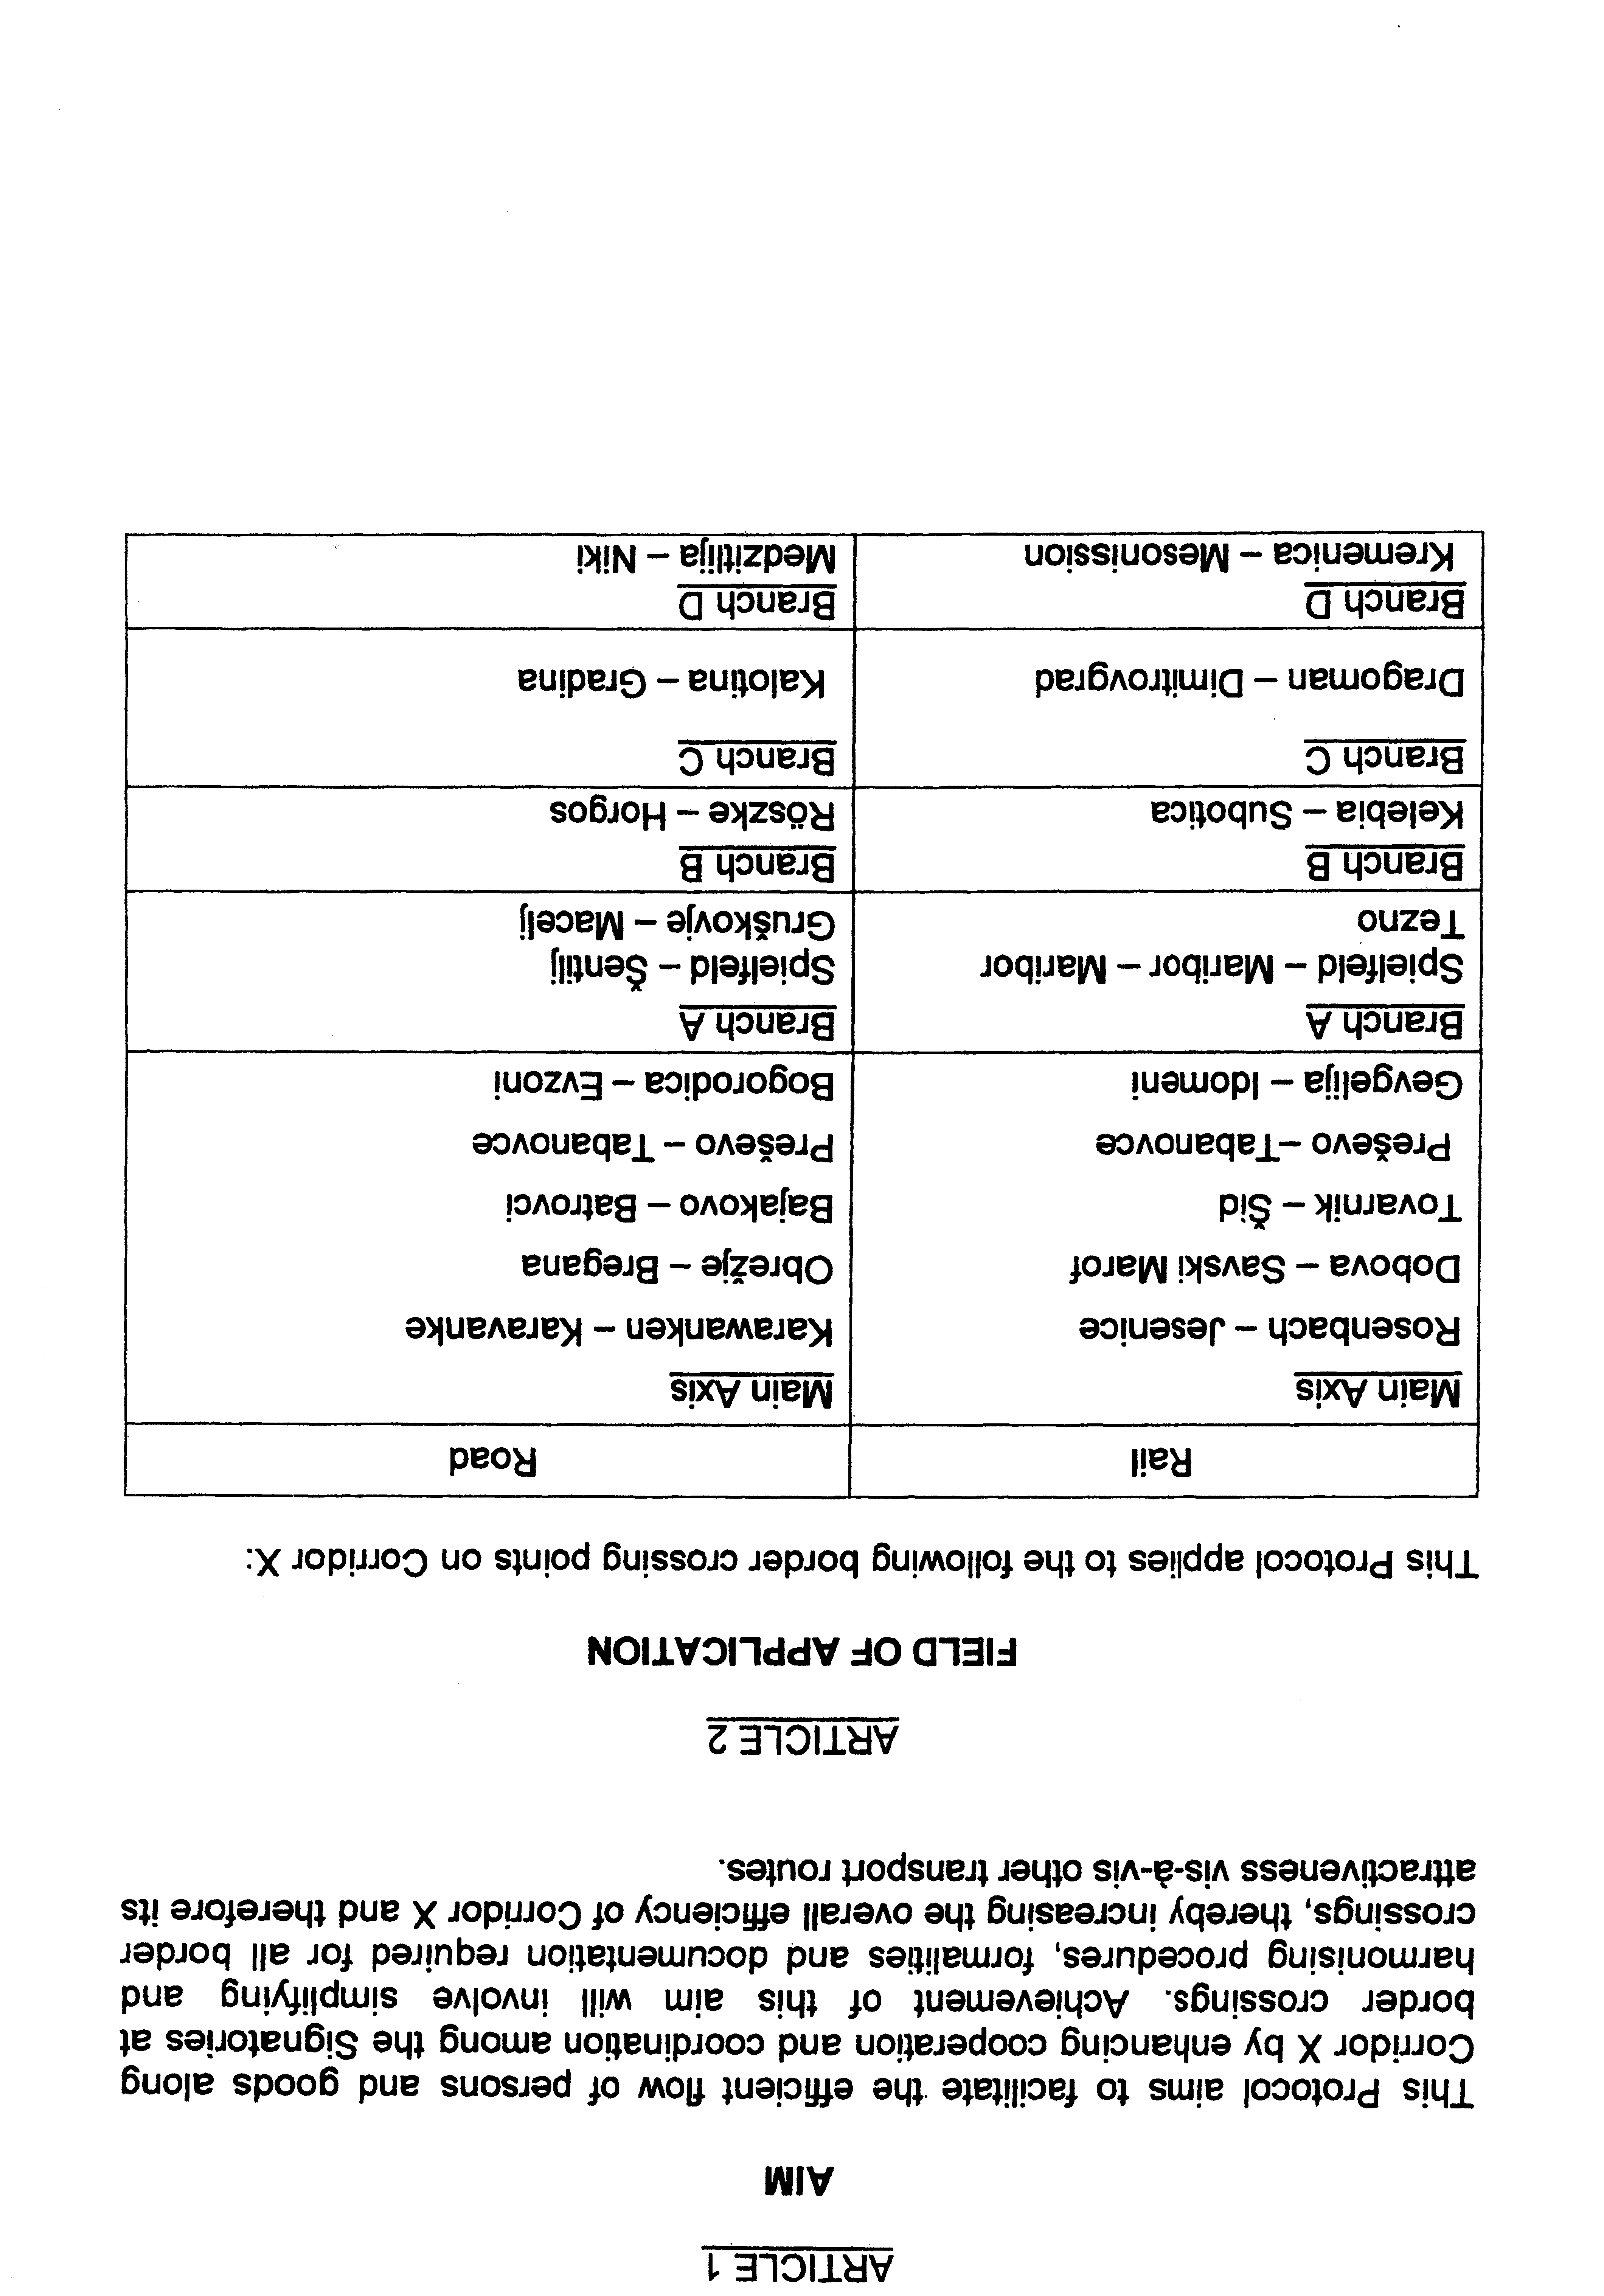 ARTICLE 1
AIM
This Protocol aims to facilitate the efficient flow of persons and goods along
Corridor X by enhancing cooperation and coordination among the Signatories at
border crossings. Achievement of this aim will involve simplifying and
harmonising procedures, formalities and documentation required for all border
crossings, thereby increasing the overall efficiency of Corridor X and therefore its
attractiveness vis-à-vis other transport routes.
ARTICLE 2
FIELD OF APPLICATION
This Protocol applies to the following border crossing points on Corridor X:
Rail Road
Main Axis Main Axis
Rosenbach – Jesenice Karawanken – Karavanke
Dobova – Savski Marof Obrežje – Bregana
Tovarnik – Šid Bajakovo – Batrovci
Preševo –Tabanovce Preševo – Tabanovce
Gevgelija – Idomeni Bogorodica – Evzoni
Branch A Branch A
Spielfeld – Maribor – Maribor Spielfeld – Šentilj
Tezno Gruškovje – Macelj
Branch B Branch B
Kelebia – Subotica Röszke – Horgos
Branch C Branch C
Dragoman – Dimitrovgrad Kalotina – Gradina
Branch D Branch D
Kremenica – Mesonission Medzitlija – Niki